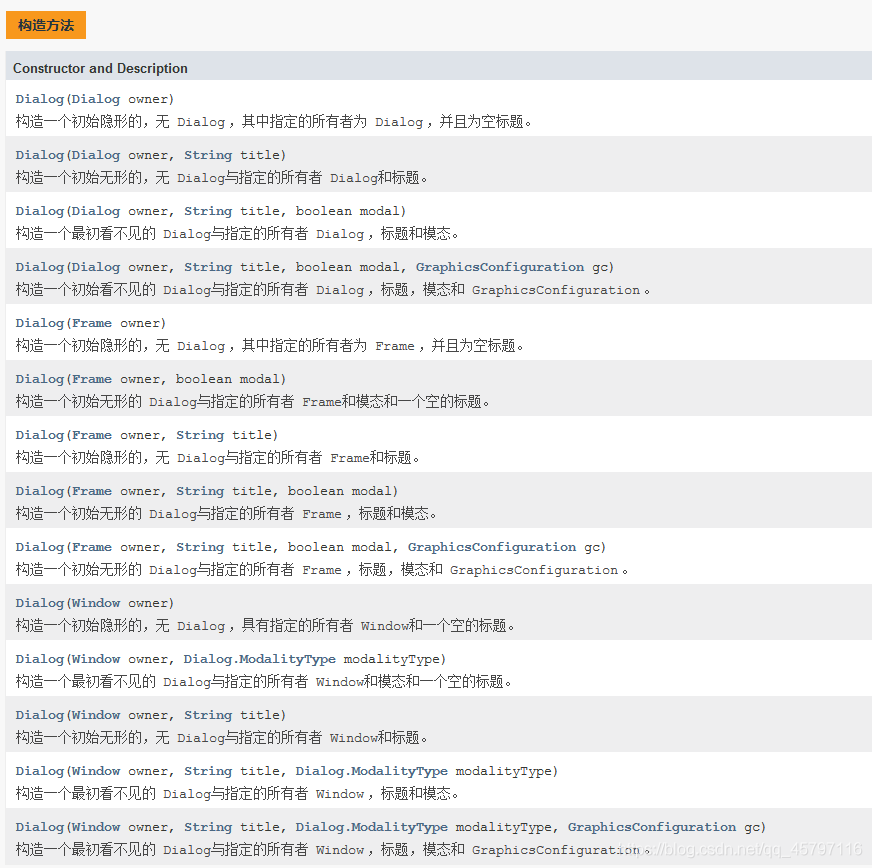 构造方法
Constructor and Description
Dialog(Dialog owner)
构造一个初始隐形的，无 Dialog ，其中指定的所有者为 Dialog ，并且为空标题。
Dialog(Dialog owner, String title)
构造一个初始无形的，无 Dialog与指定的所有者 Dialog和标题。
Dialog(Dialog owner, String title, boolean modal)
构造一个最初看不见的 Dialog与指定的所有者 Dialog ，标题和模态。
Dialog(Dialog owner, String title, boolean modal, GraphicsConfiguration gc)
构造一个初始看不见的 Dialog与指定的所有者 Dialog ，标题，模态和 GraphicsConfiguration 。
Dialog(Frame owner)
构造一个初始隐形的，无 Dialog ，其中指定的所有者为 Frame ，并且为空标题。
Dialog(Frame owner, boolean modal)
构造一个初始无形的 Dialog与指定的所有者 Frame和模态和一个空的标题。
Dialog(Frame owner, String title)
构造一个初始隐形的，无 Dialog与指定的所有者 Frame和标题。
Dialog(Frame owner, String title, boolean modal)
构造一个初始无形的 Dialog与指定的所有者 Frame ，标题和模态。
Dialog(Frame owner, String title, boolean modal, GraphicsConfiguration gc)
构造一个初始无形的 Dialog与指定的所有者 Frame ，标题，模态和 GraphicsConfiguration 。
Dialog(Window owner)
构造一个初始隐形的，无 Dialog ，具有指定的所有者 Window和一个空的标题。
Dialog(Window owner, Dialog.ModalityType modalityType)
构造一个最初看不见的 Dialog与指定的所有者 Window和模态和一个空的标题。
Dialog(Window owner, String title)
构造一个初始无形的，无 Dialog与指定的所有者 Window和标题。
Dialog(Window owner, String title, Dialog.ModalityType modalityType)
构造一个最初看不见的 Dialog与指定的所有者 Window ，标题和模态。
Dialog(Window owner, String title, Dialog.ModalityType modalityType, GraphicsConfiguration gc)
构造一个最初看不见的 Dialog与指定的所有者 Window ，标题，模态和 GraphicsConfiguration 。
https://blog.csdn.net/qq_45797116